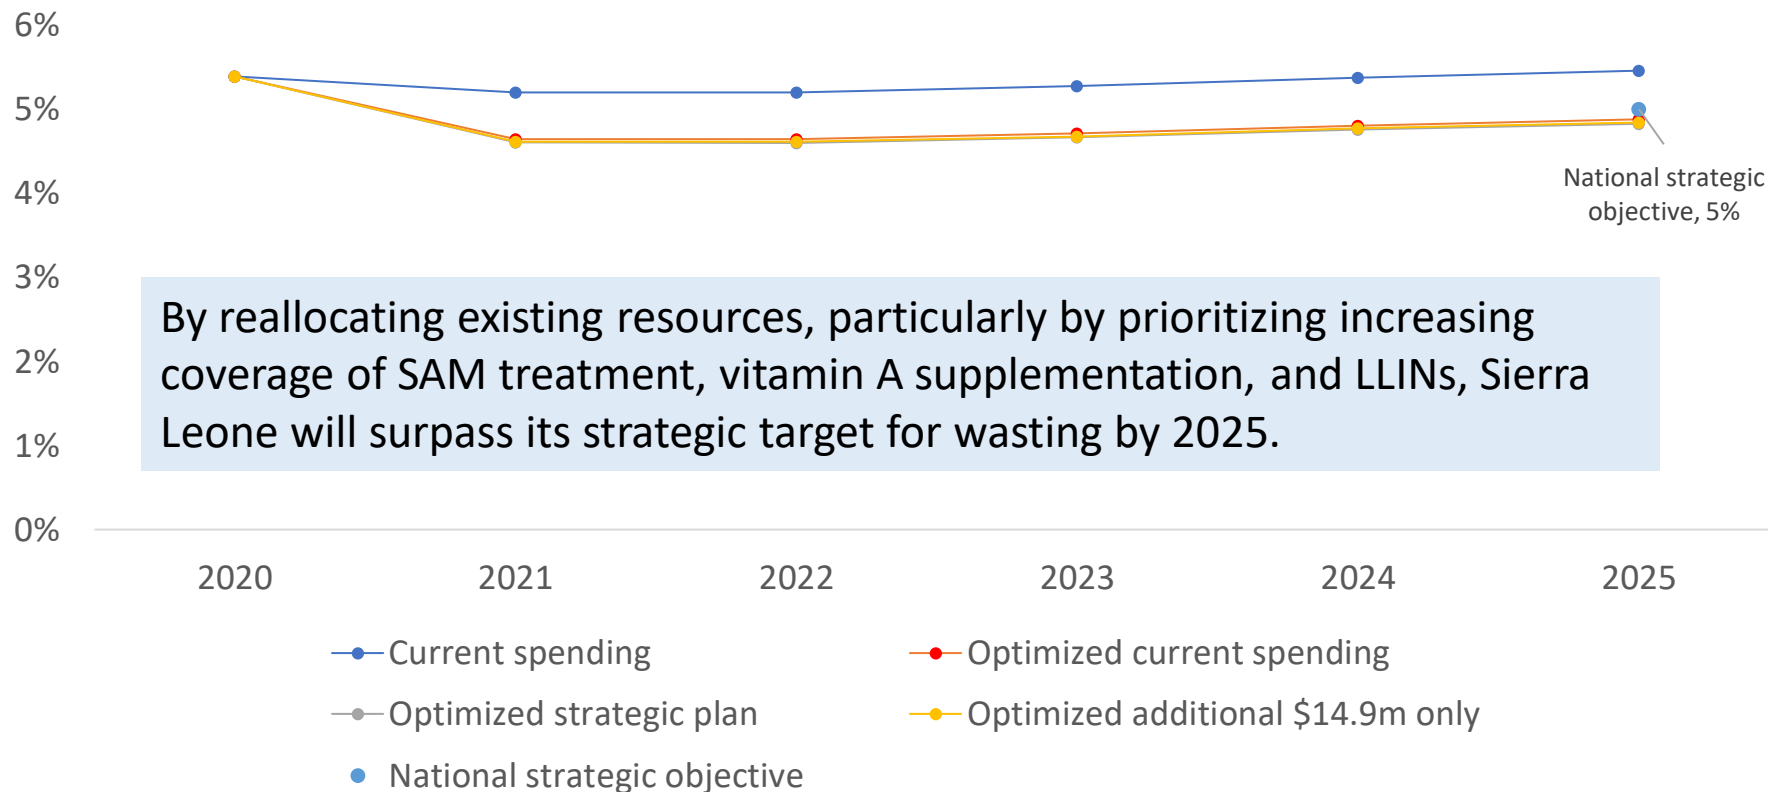 6%
5%
4%
3%
2%
1%
0%
National strategic
objective, 5%
By reallocating existing resources, particularly by prioritizing increasing
coverage of SAM treatment, vitamin A supplementation, and LLINs, Sierra
Leone will surpass its strategic target for wasting by 2025.
2020 2021 2022 2023 2024 2025
Current spending
Optimized current spending
Optimized strategic plan
Optimized additional $14.9m only
National strategic objective